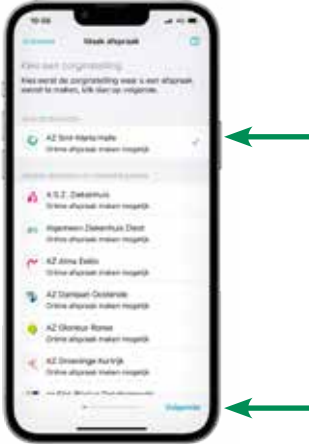 Maak afspraak
Kies een zorginstelling
Kies eerst de zorginstelling waar u een afspraak
wenst te maken, klik dan op volgende.
AZ Sint-Maria Halle
Online afspraak maken mogelijk
A.S.Z. Ziekenhuis
Online afspraak maken mogelijk
Algemeen Ziekenhuis Diest
Online afspraak maken mogelijk
AZ Alma Eeklo
Online afspraak maken mogelijk
AZ Damiaan Oostende
Online afspraak maken mogelijk
AZ Glorieux Ronse
Online afspraak maken mogelijk
AZ Groeninge Kortrijk
Online afspraak maken mogelijk
Volgende